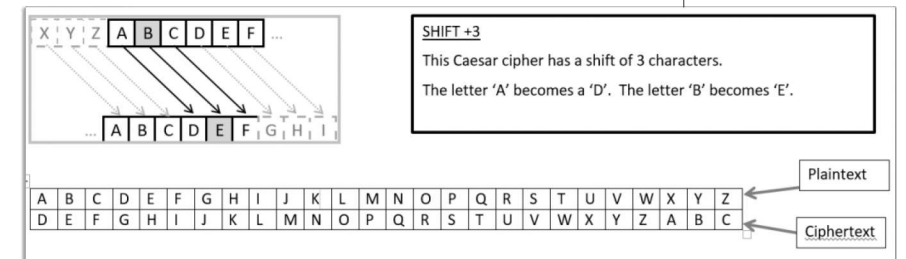 X Y Z A B C D E F ...
... A B C D E F G H I
SHIFT +3
This Caesar cipher has a shift of 3 characters.
The letter ‘A’ becomes a ‘D’.  The letter ‘B’ becomes ‘E’.
Plaintext
A B C D E F G H I J K L M N O P Q R S T U V W X Y Z
D E F G H I J K L M N O P Q R S T U V W X Y Z A B C
Ciphertext